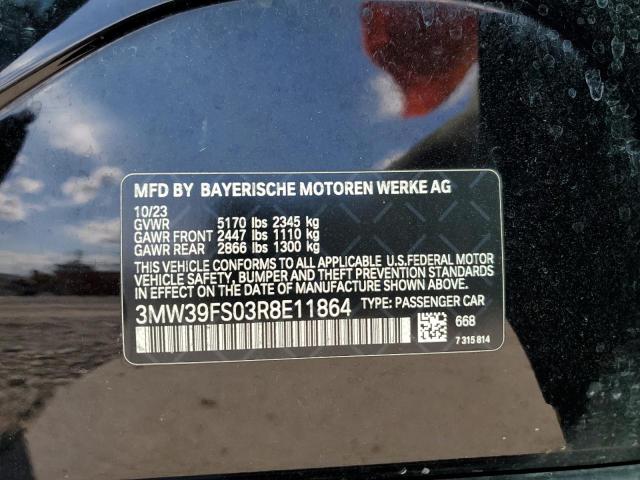 MFD BY BAYERISCHE MOTOREN WERKE AG
10/23
GVWR 5170 lbs 2345 kg
GAWR FRONT 2447 lbs 1110 kg
GAWR REAR 2866 lbs 1300 kg
THIS VEHICLE CONFORMS TO ALL APPLICABLE U.S.FEDERAL MOTOR
VEHICLE SAFETY, BUMPER AND THEFT PREVENTION STANDARDS
IN EFFECT ON THE DATE OF MANUFACTURE SHOWN ABOVE.
3MW39FS03R8E11864 TYPE: PASSENGER CAR
668
7 315 814